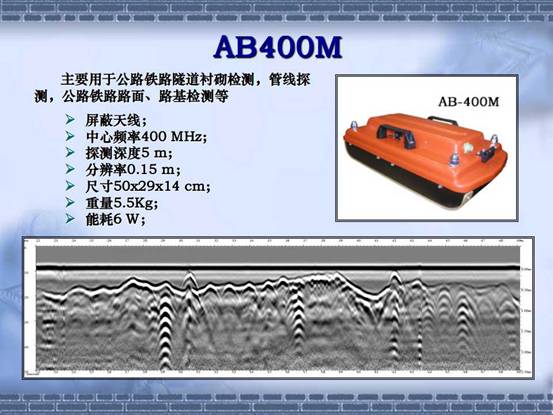 AB400M
主要用于公路铁路隧道衬砌检测，管线探
测，公路铁路路面、路基检测等
屏蔽天线；
中心频率400 MHz；
探测深度5 m；
分辨率0.15 m；
尺寸50x29x14 cm；
重量5.5Kg；
能耗6 W；
AB-400M